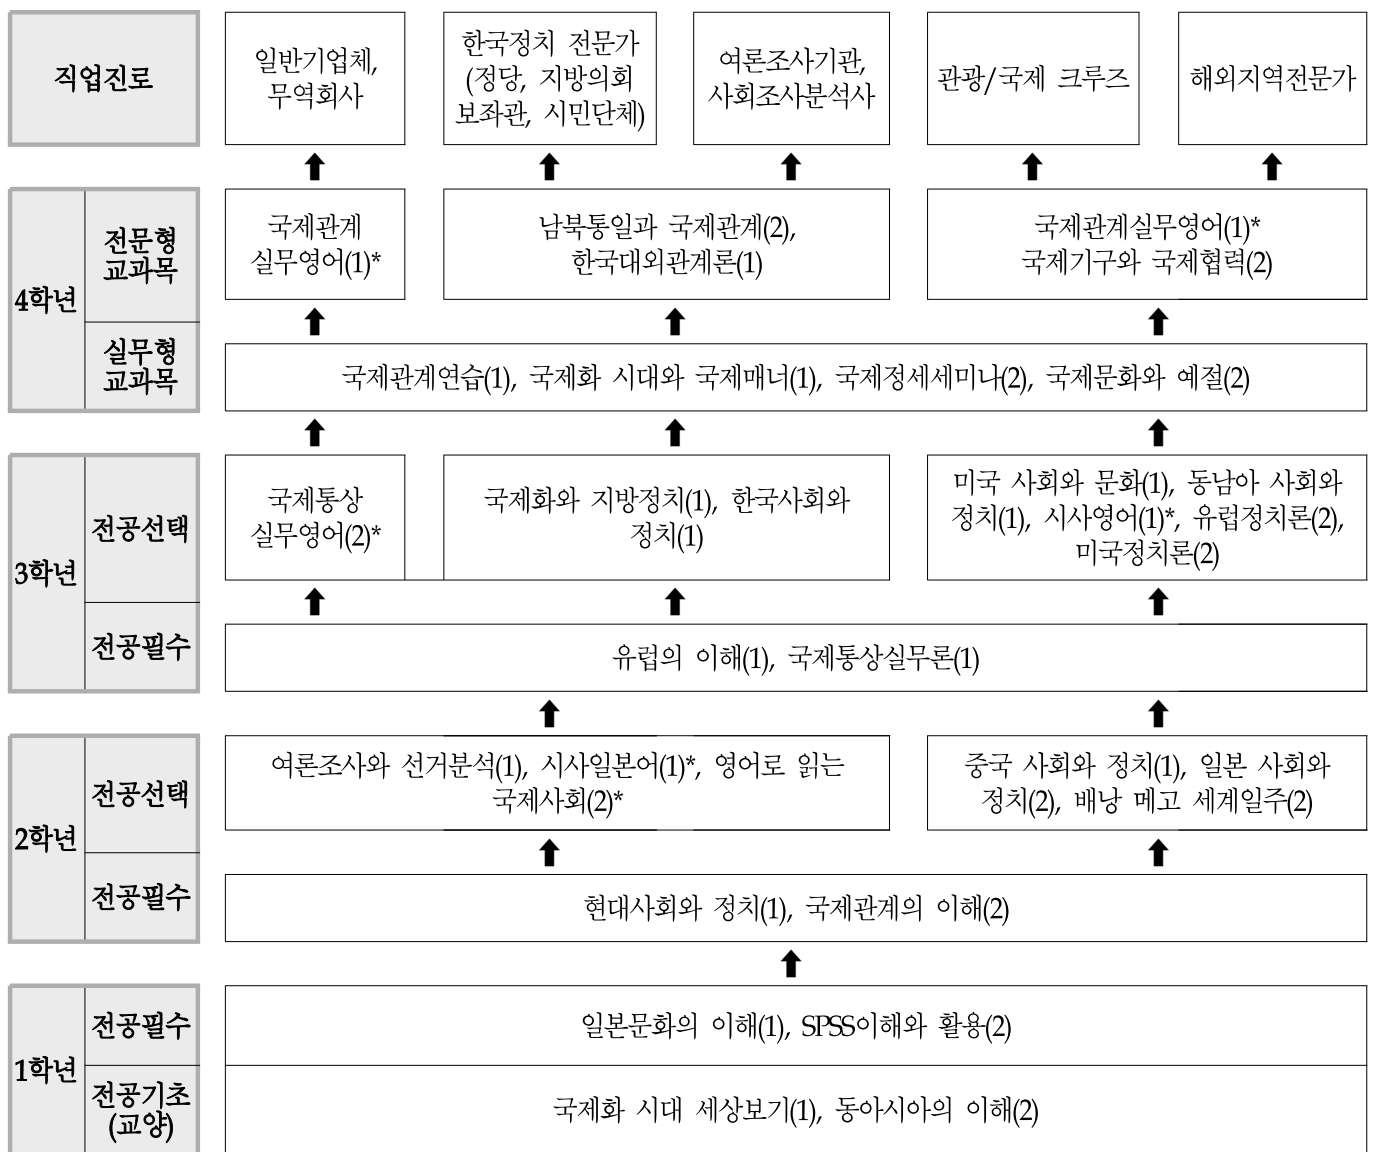 직업진로
일반기업체,
무역회사
한국정치 전문가
(정당, 지방의회
보좌관, 시민단체)
여론조사기관,
사회조사분석사
관광/국제 크루즈
해외지역전문가
4학년
전문형
교과목
국제관계
실무영어(1)*
남북통일과 국제관계(2),
한국대외관계론(1)
국제관계실무영어(1)*
국제기구와 국제협력(2)
실무형
교과목
국제관계연습(1), 국제화 시대와 국제매너(1), 국제정세세미나(2), 국제문화와 예절(2)
3학년
전공선택
국제통상
실무영어(2)*
국제화와 지방정치(1), 한국사회와
정치(1)
미국 사회와 문화(1), 동남아 사회와
정치(1), 시사영어(1)*, 유럽정치론(2),
미국정치론(2)
전공필수
유럽의 이해(1), 국제통상실무론(1)
2학년
전공선택
여론조사와 선거분석(1), 시사일본어(1)*, 영어로 읽는
국제사회(2)*
중국 사회와 정치(1), 일본 사회와
정치(2), 배낭 메고 세계일주(2)
전공필수
현대사회와 정치(1), 국제관계의 이해(2)
1학년
전공필수
일본문화의 이해(1), SPSS이해와 활용(2)
전공기초
(교양)
국제화 시대 세상보기(1), 동아시아의 이해(2)